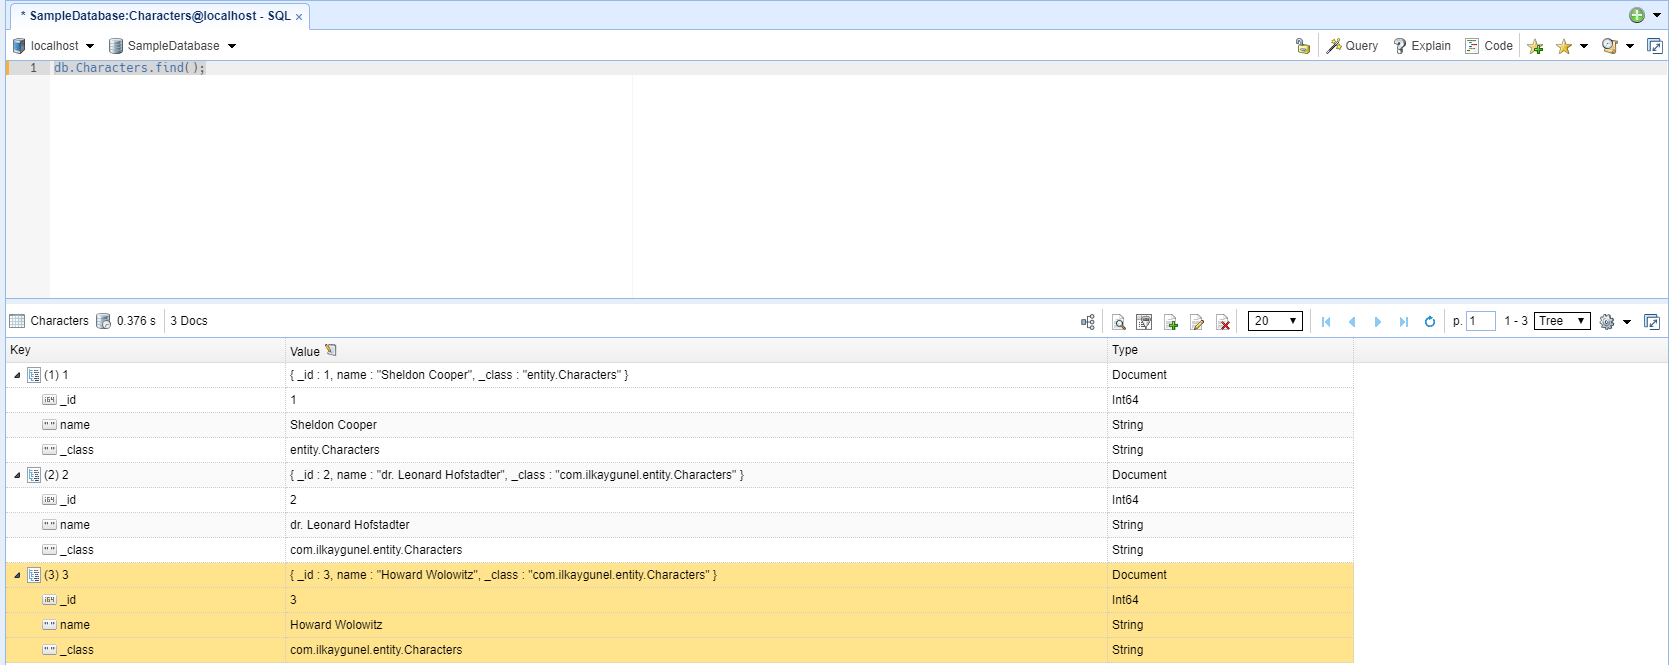 * SampleDatabase:Characters@localhost - SQL ×
localhost SampleDatabase Query Explain Code
1 db.Characters.find();
Characters 0.376 s 3 Docs 20 p. 1 1 - 3 Tree
Key Value Type
(1) 1 { _id : 1, name : "Sheldon Cooper", _class : "entity.Characters" } Document
i64 _id 1 Int64
" " name Sheldon Cooper String
" " _class entity.Characters String
(2) 2 { _id : 2, name : "dr. Leonard Hofstadter", _class : "com.ilkaygunel.entity.Characters" } Document
i64 _id 2 Int64
" " name dr. Leonard Hofstadter String
" " _class com.ilkaygunel.entity.Characters String
(3) 3 { _id : 3, name : "Howard Wolowitz", _class : "com.ilkaygunel.entity.Characters" } Document
i64 _id 3 Int64
" " name Howard Wolowitz String
" " _class com.ilkaygunel.entity.Characters String